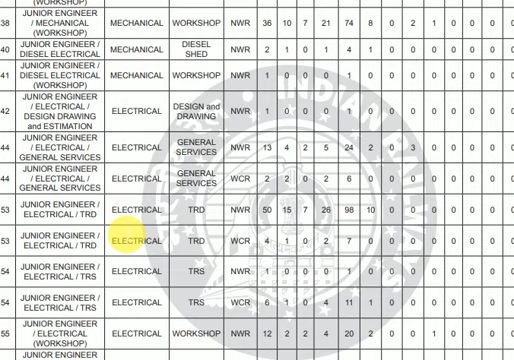 (WORKSHOP)
38 JUNIOR ENGINEER / MECHANICAL (WORKSHOP) MECHANICAL WORKSHOP NWR 36 10 7 21 74 8 0 2 1 0 0 0
40 JUNIOR ENGINEER / DIESEL ELECTRICAL MECHANICAL DIESEL SHED NWR 2 1 0 1 4 1 0 0 0 0 0 0
41 JUNIOR ENGINEER / DIESEL ELECTRICAL (WORKSHOP) MECHANICAL WORKSHOP NWR 1 0 0 0 1 0 0 0 0 0 0 0
42 JUNIOR ENGINEER / ELECTRICAL / DESIGN DRAWING and ESTIMATION ELECTRICAL DESIGN and DRAWING NWR 1 0 0 0 1 0 0 0 0 0 0
44 JUNIOR ENGINEER / ELECTRICAL / GENERAL SERVICES ELECTRICAL GENERAL SERVICES NWR 13 4 2 5 24 2 0 3 0 0 0 0
44 JUNIOR ENGINEER / ELECTRICAL / GENERAL SERVICES ELECTRICAL GENERAL SERVICES WCR 2 2 0 2 6 0 0 0 0 0 0 0
53 JUNIOR ENGINEER / ELECTRICAL / TRD ELECTRICAL TRD NWR 50 15 7 26 98 10 0 0 0 0 0 0
53 JUNIOR ENGINEER / ELECTRICAL / TRD ELECTRICAL TRD WCR 4 1 0 2 7 0 0 0 0 0 0 0
54 JUNIOR ENGINEER / ELECTRICAL / TRS ELECTRICAL TRS NWR 1 0 0 0 1 0 0 0 0 0 0 0
54 JUNIOR ENGINEER / ELECTRICAL / TRS ELECTRICAL TRS WCR 6 1 0 4 11 1 0 0 0 0 0 0
55 JUNIOR ENGINEER / ELECTRICAL (WORKSHOP) ELECTRICAL WORKSHOP NWR 12 2 2 4 20 2 0 0 1 0 0 0
JUNIOR ENGINEER
INDIAN RAILWAY